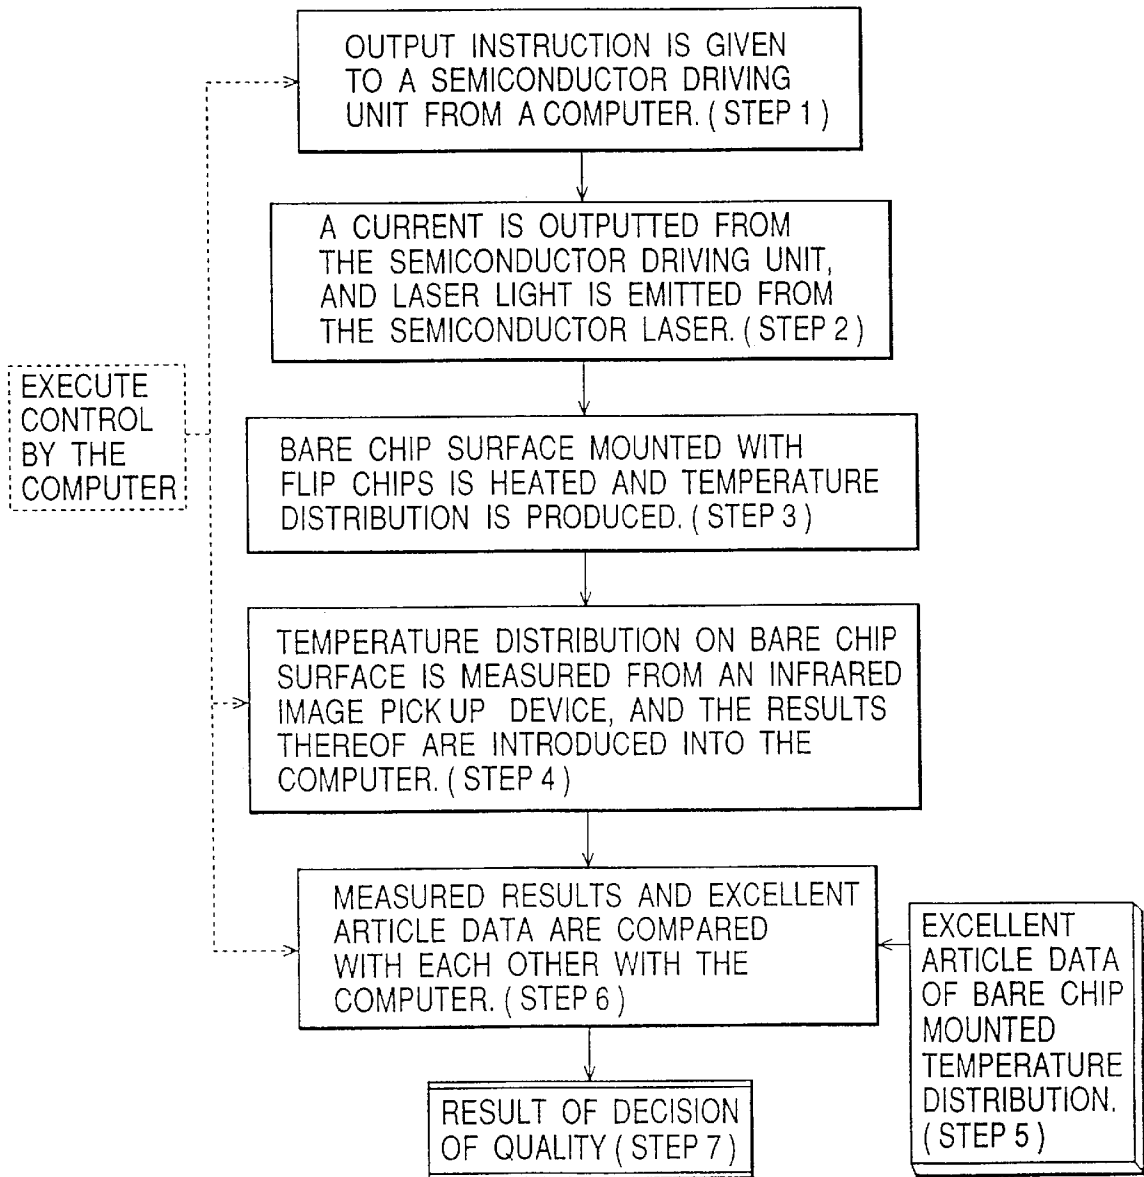 OUTPUT INSTRUCTION IS GIVEN
TO A SEMICONDUCTOR DRIVING
UNIT FROM A COMPUTER. (STEP 1)
A CURRENT IS OUTPUTTED FROM
THE SEMICONDUCTOR DRIVING UNIT,
AND LASER LIGHT IS EMITTED FROM
THE SEMICONDUCTOR LASER. (STEP 2)
EXECUTE
CONTROL
BY THE
COMPUTER
BARE CHIP SURFACE MOUNTED WITH
FLIP CHIPS IS HEATED AND TEMPERATURE
DISTRIBUTION IS PRODUCED. (STEP 3)
TEMPERATURE DISTRIBUTION ON BARE CHIP
SURFACE IS MEASURED FROM AN INFRARED
IMAGE PICK UP DEVICE, AND THE RESULTS
THEREOF ARE INTRODUCED INTO THE
COMPUTER. (STEP 4)
MEASURED RESULTS AND EXCELLENT
ARTICLE DATA ARE COMPARED
WITH EACH OTHER WITH THE
COMPUTER. (STEP 6)
EXCELLENT
ARTICLE DATA
OF BARE CHIP
MOUNTED
TEMPERATURE
DISTRIBUTION.
(STEP 5)
RESULT OF DECISION
OF QUALITY (STEP 7)